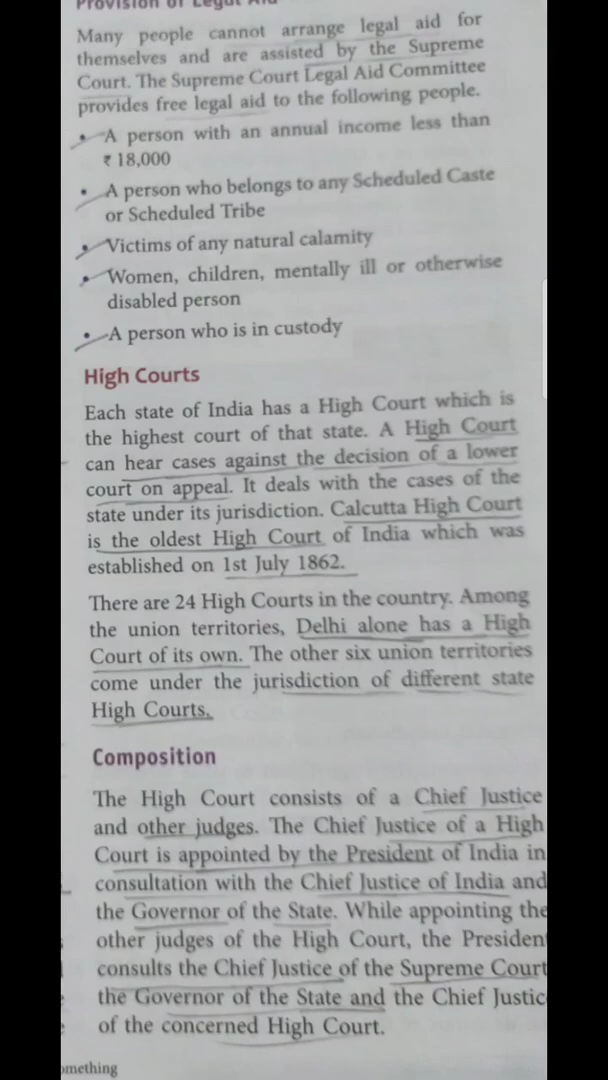 Provision of Legal Aid
Many people cannot arrange legal aid for
themselves and are assisted by the Supreme
Court. The Supreme Court Legal Aid Committee
provides free legal aid to the following people.
• A person with an annual income less than
₹ 18,000
• A person who belongs to any Scheduled Caste
or Scheduled Tribe
• Victims of any natural calamity
• Women, children, mentally ill or otherwise
disabled person
• A person who is in custody
High Courts
Each state of India has a High Court which is
the highest court of that state. A High Court
can hear cases against the decision of a lower
court on appeal. It deals with the cases of the
state under its jurisdiction. Calcutta High Court
is the oldest High Court of India which was
established on 1st July 1862.
There are 24 High Courts in the country. Among
the union territories, Delhi alone has a High
Court of its own. The other six union territories
come under the jurisdiction of different state
High Courts.
Composition
The High Court consists of a Chief Justice
and other judges. The Chief Justice of a High
Court is appointed by the President of India in
consultation with the Chief Justice of India and
the Governor of the State. While appointing the
other judges of the High Court, the Presiden
consults the Chief Justice of the Supreme Court
the Governor of the State and the Chief Justic
of the concerned High Court.
omething